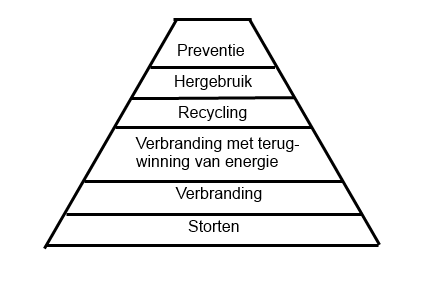 Preventie
Hergebruik
Recycling
Verbranding met terug-
winning van energie
Verbranding
Storten